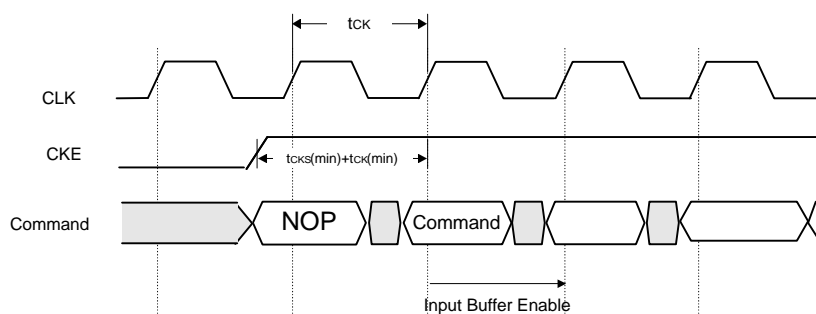 tCK
CLK
CKE
tCKS(min)+tCK(min)
Command
NOP
Command
Input Buffer Enable